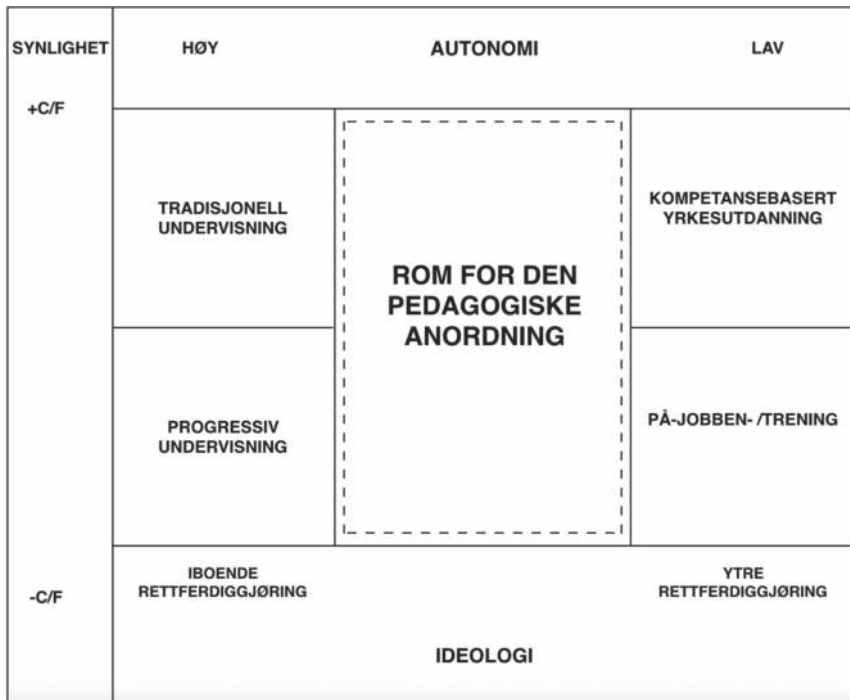 SYNLIGHET
HØY
AUTONOMI
LAV
+C/F
TRADISJONELL
UNDERVISNING
ROM FOR DEN
PEDAGOGISKE
ANORDNING
KOMPETANSEBASERT
YRKESUTDANNING
PROGRESSIV
UNDERVISNING
PÅ-JOBBEN- /TRENING
-C/F
IBOENDE
RETTFERDIGGJØRING
YTRE
RETTFERDIGGJØRING
IDEOLOGI